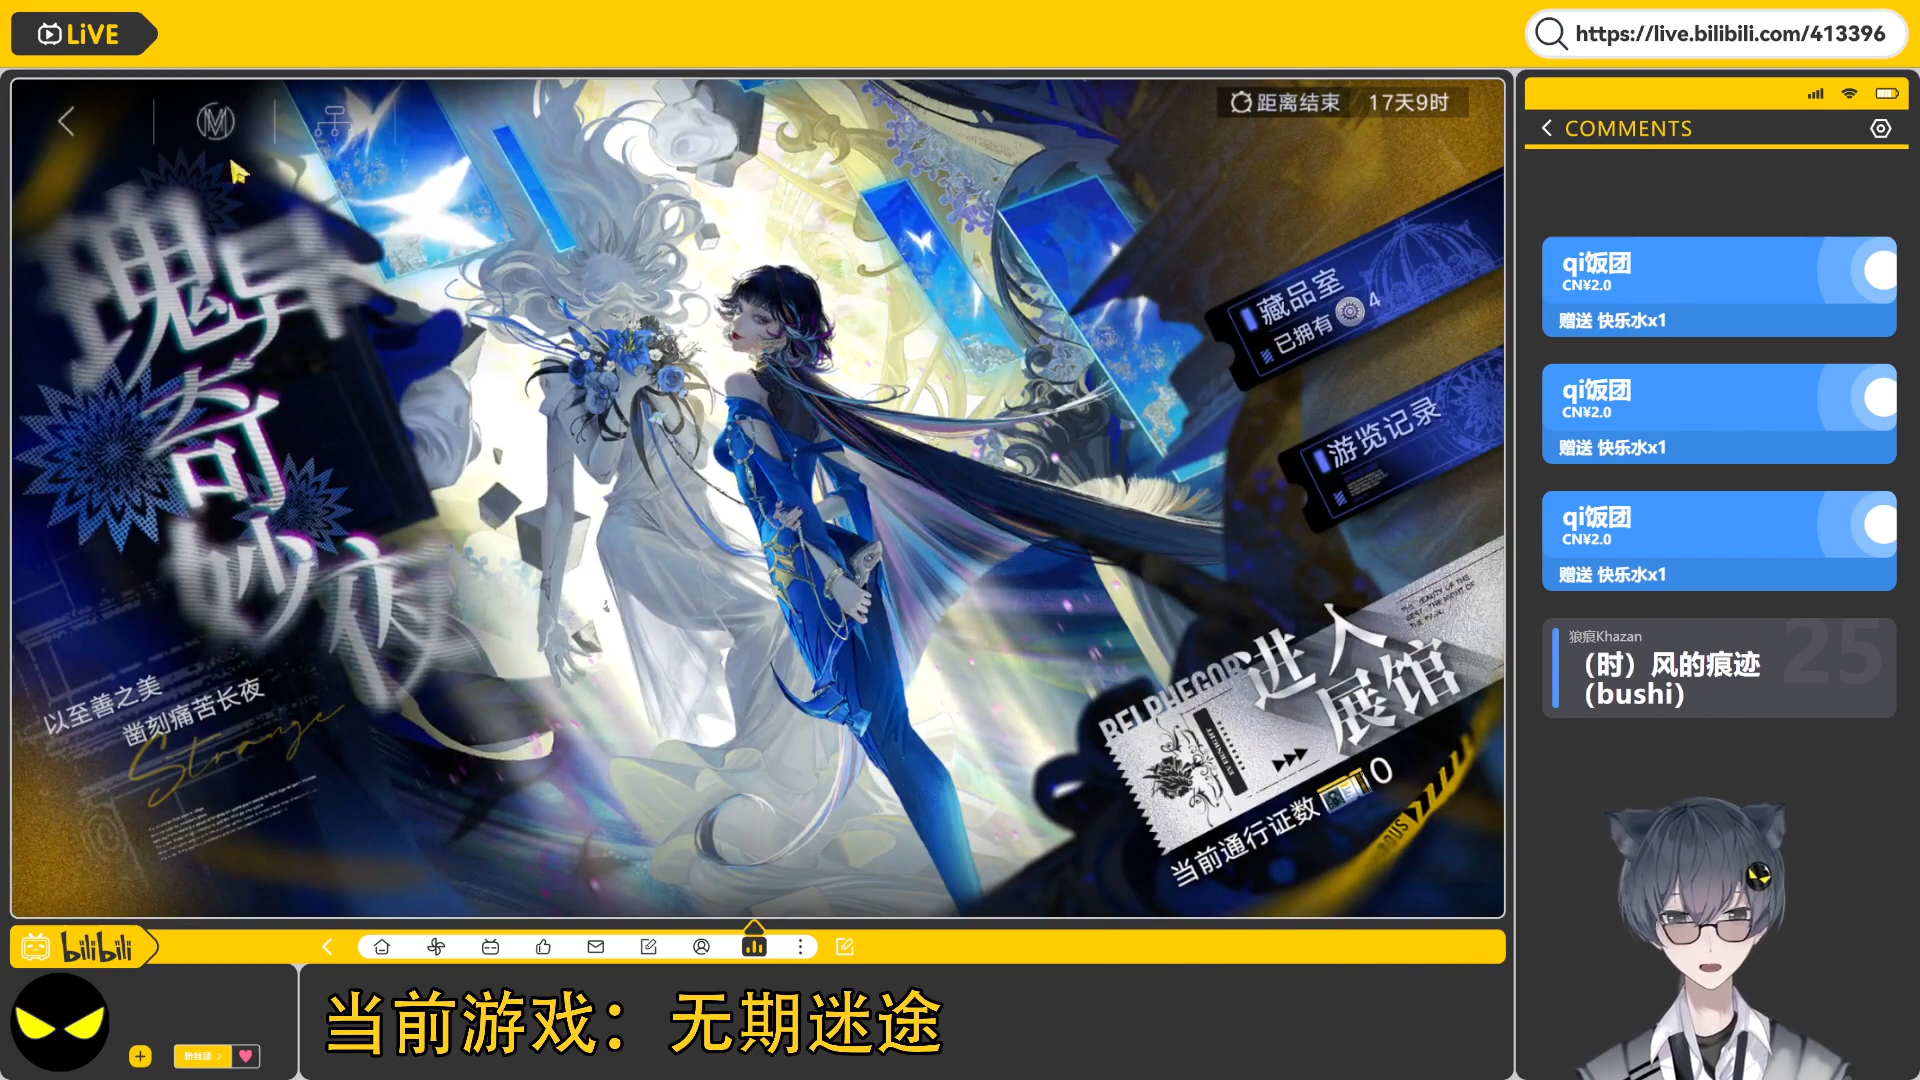 LiVE
https://live.bilibili.com/413396
距离结束 17天9时
COMMENTS
瑰异
奇
妙夜
以至善之美
凿刻痛苦长夜
Strange
藏品室
已拥有 4
游览记录
BELPHEGOR
进入
展馆
当前通行证数 0
qi饭团
CN¥2.0
赠送 快乐水x1
qi饭团
CN¥2.0
赠送 快乐水x1
qi饭团
CN¥2.0
赠送 快乐水x1
狼痕Khazan
25
（时）风的痕迹
（bushi）
bilibili
粉丝团
当前游戏：无期迷途